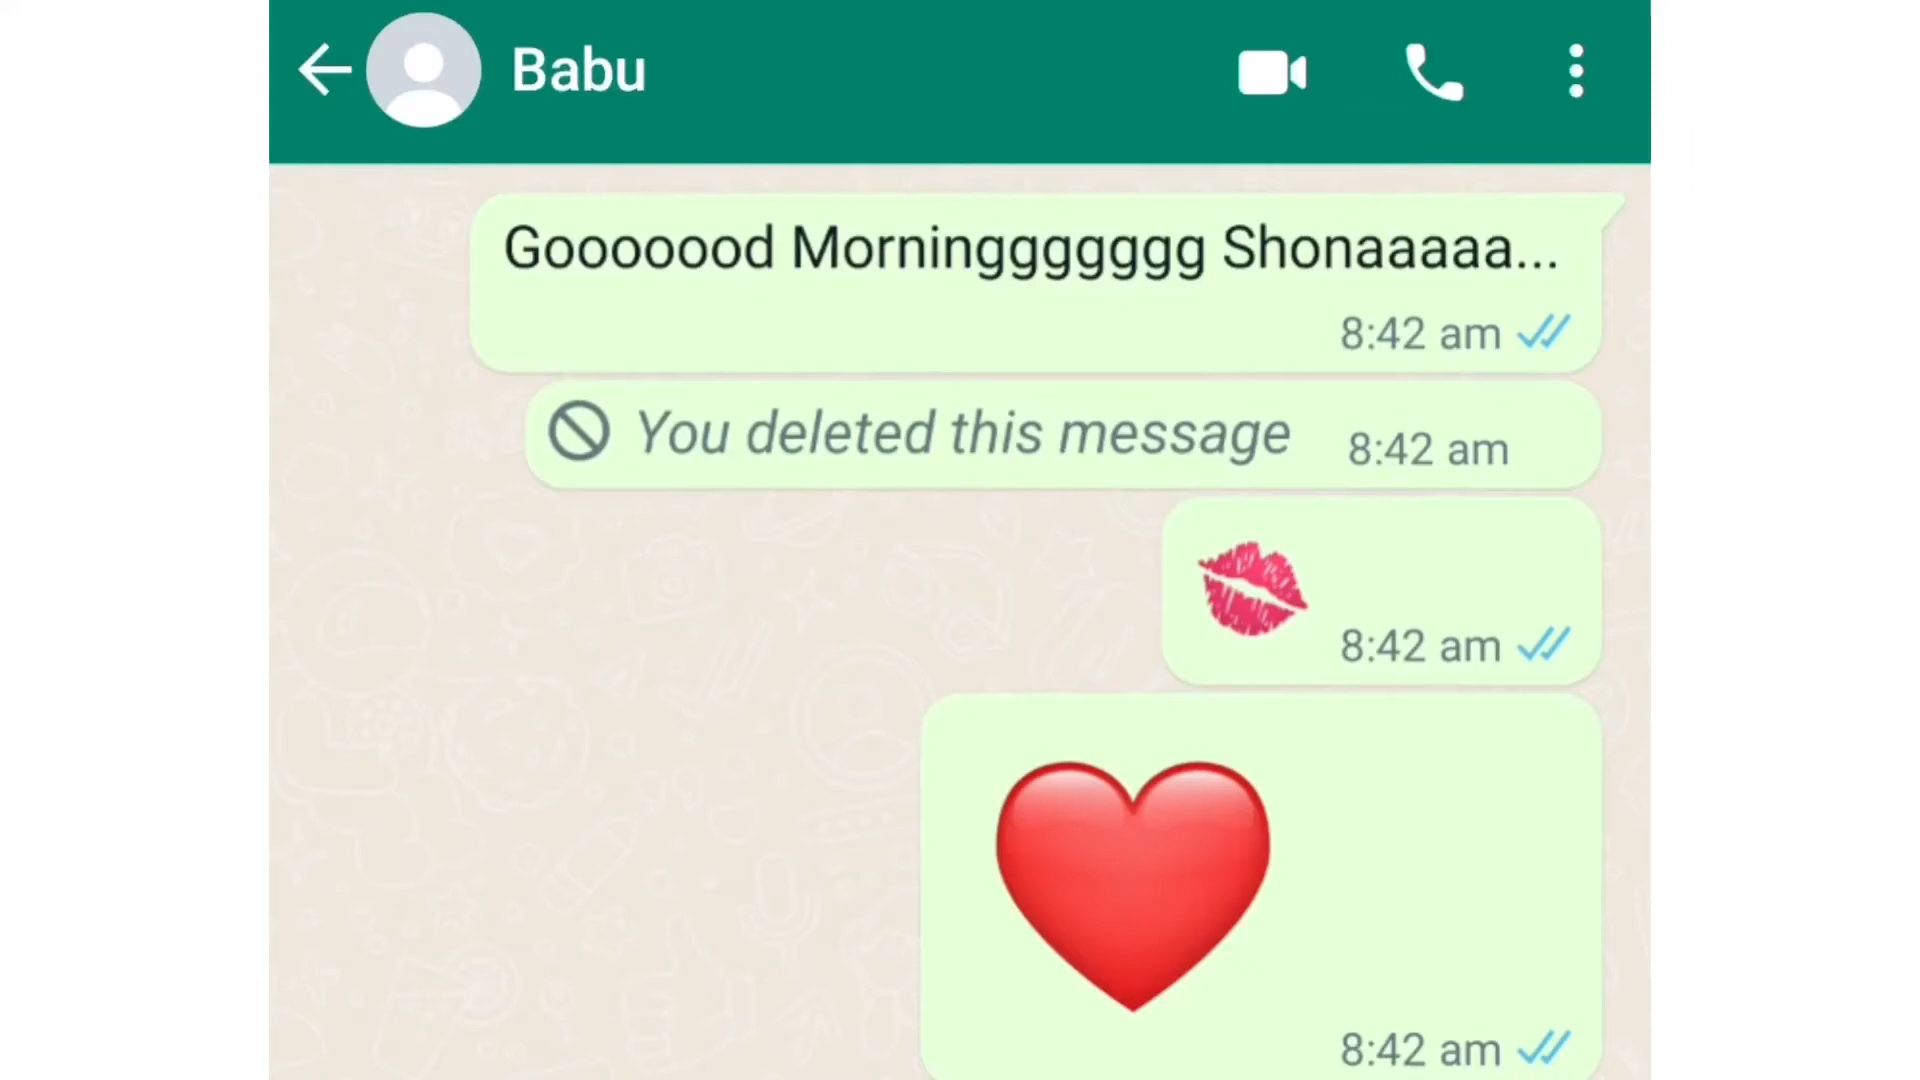 Babu
Gooooood Morninggggggg Shonaaaaa...
8:42 am
You deleted this message 8:42 am
8:42 am
8:42 am